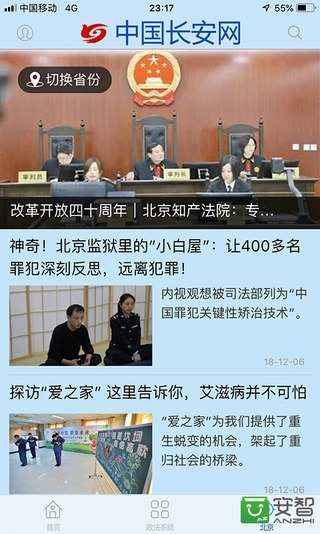 中国移动 4G 23:17 55%
中国长安网
切换省份
审判员 审判长 审判员
改革开放四十周年｜北京知产法院：专...
神奇！北京监狱里的“小白屋”：让400多名
罪犯深刻反思，远离犯罪！
内视观想被司法部列为“中
国罪犯关键性矫治技术”。
18-12-06
探访“爱之家” 这里告诉你，艾滋病并不可怕
“爱之家”为我们提供了重
生蜕变的机会，架起了重
归社会的桥梁。
18-12-06
首页 政法系统 北京
安智
ANZHI